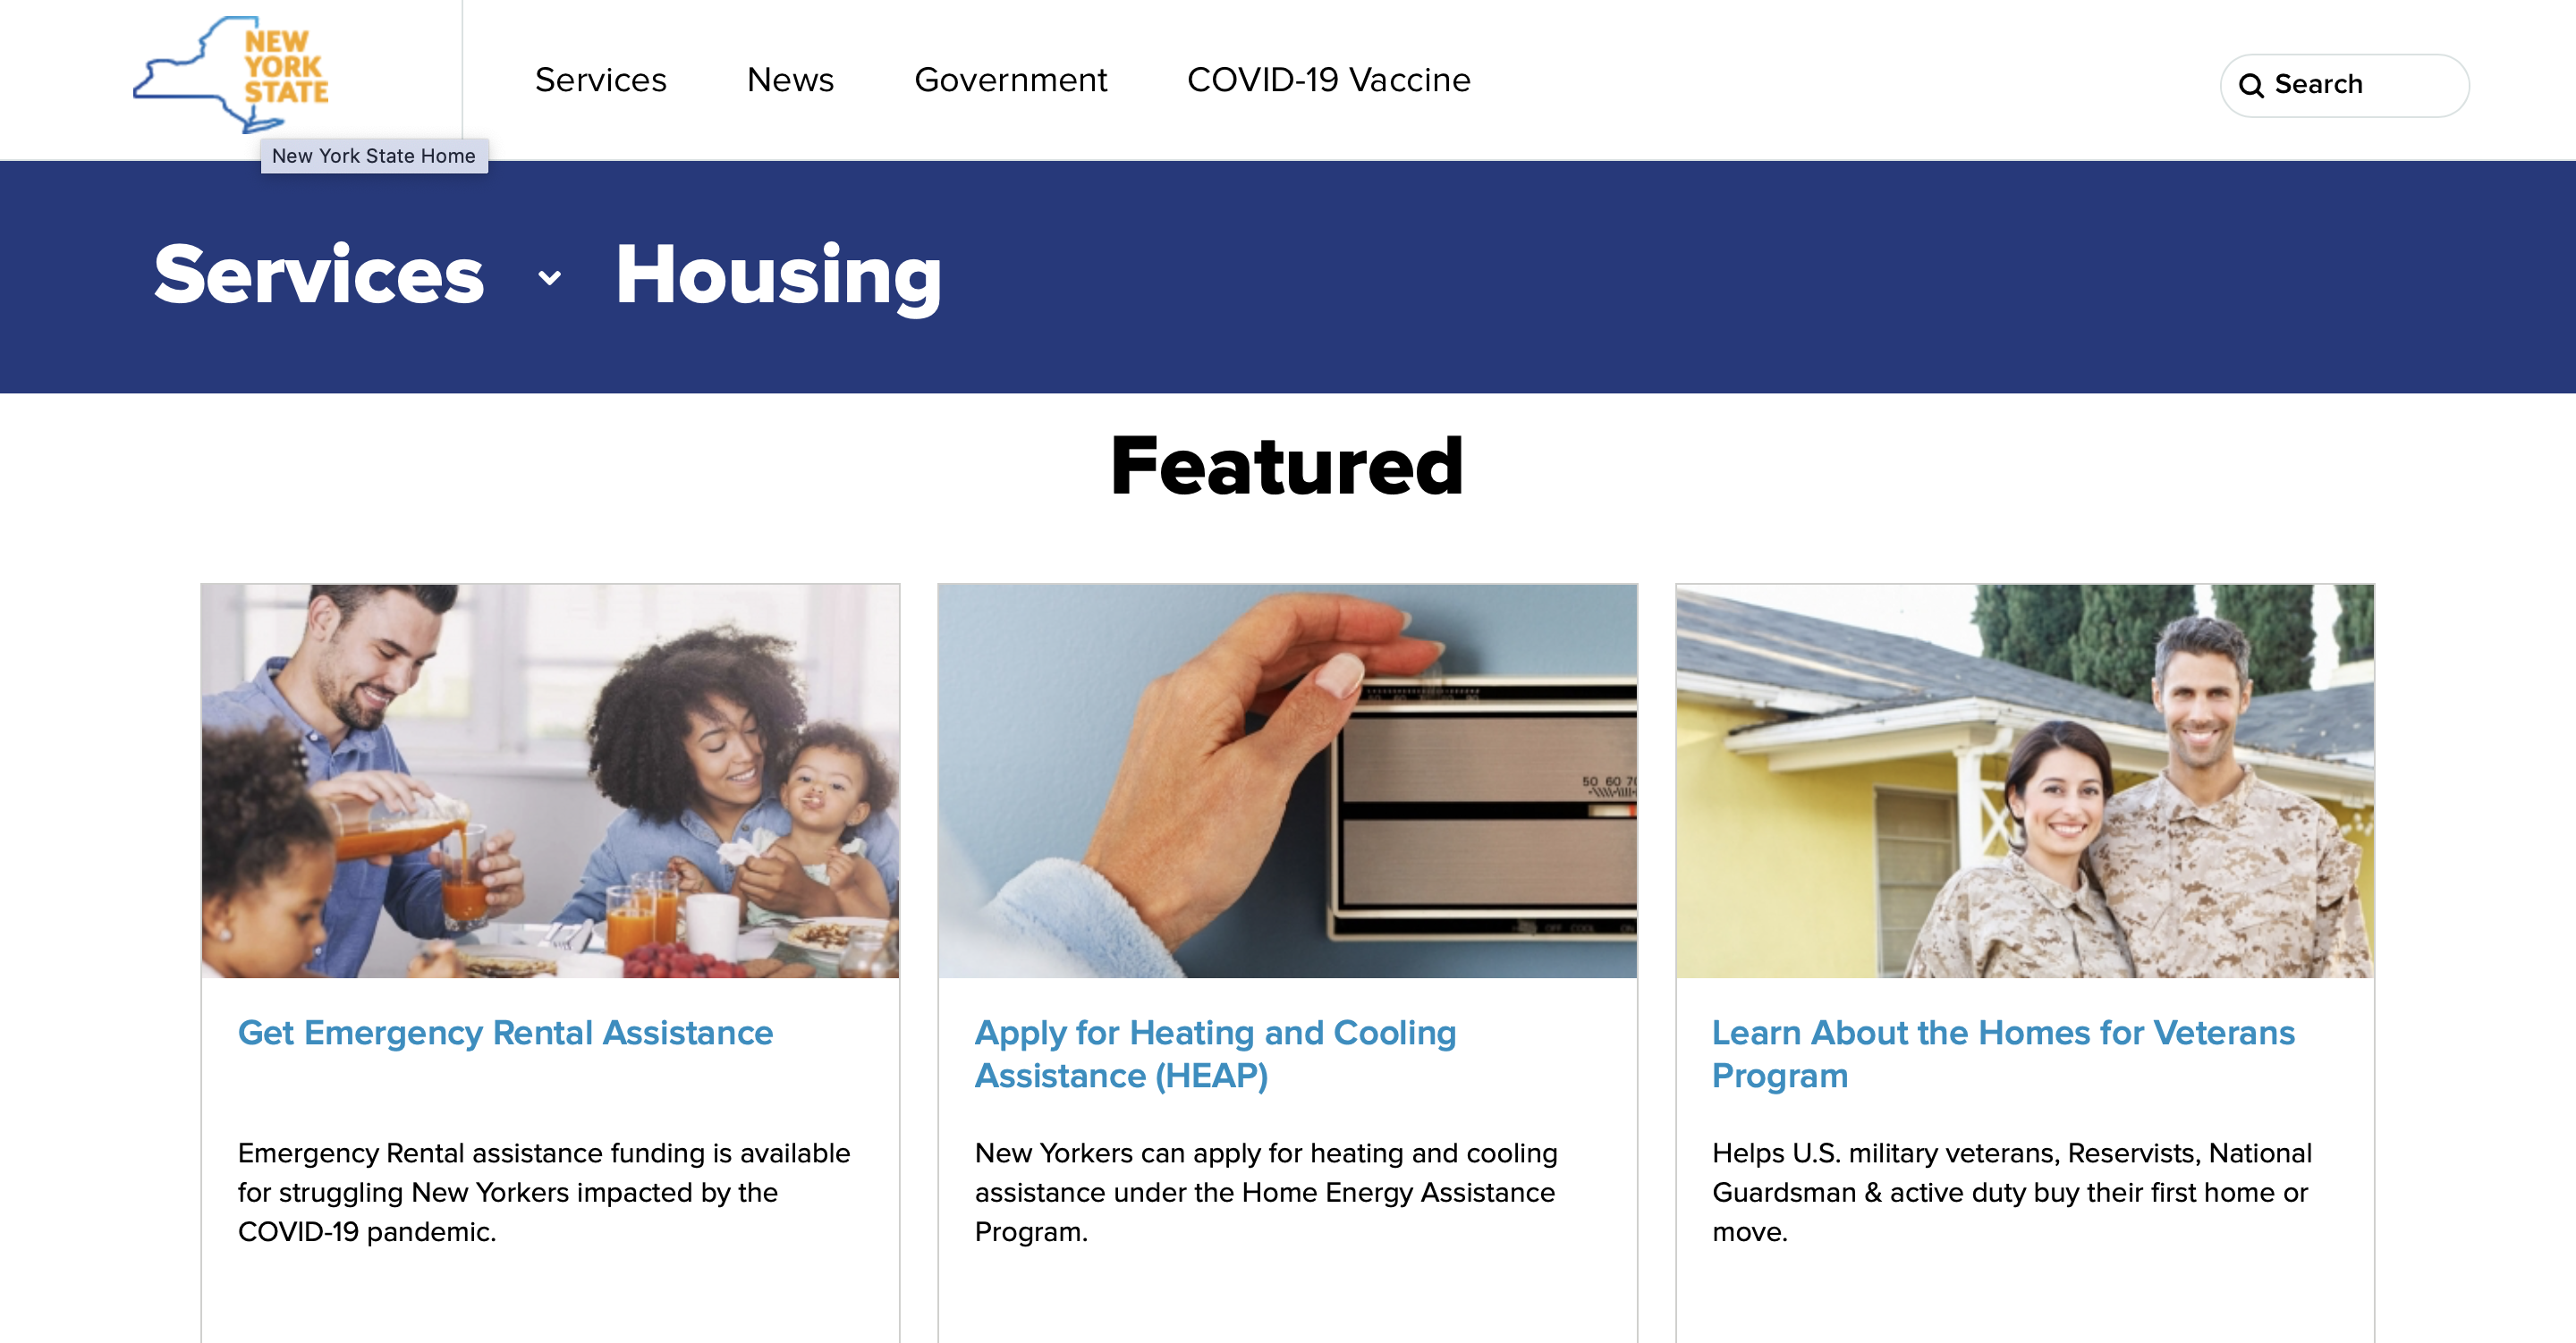 NEW
YORK
STATE
Services News Government COVID-19 Vaccine
Search
New York State Home
Services Housing
Featured
50 60 70
OFF COOL ON
Get Emergency Rental Assistance
Emergency Rental assistance funding is available
for struggling New Yorkers impacted by the
COVID-19 pandemic.
Apply for Heating and Cooling
Assistance (HEAP)
New Yorkers can apply for heating and cooling
assistance under the Home Energy Assistance
Program.
Learn About the Homes for Veterans
Program
Helps U.S. military veterans, Reservists, National
Guardsman & active duty buy their first home or
move.